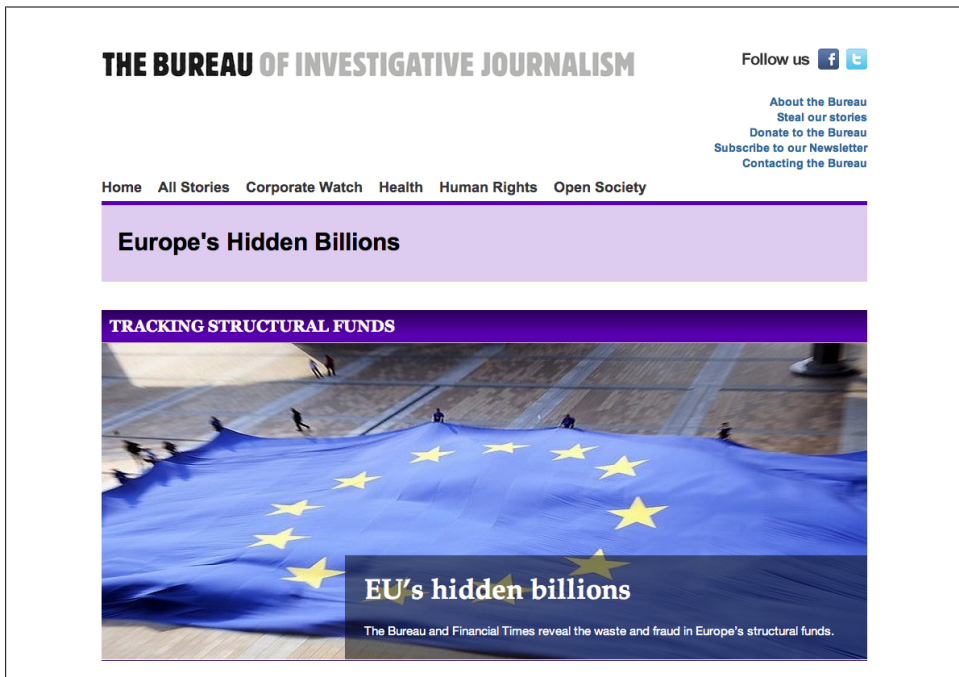 THE BUREAU OF INVESTIGATIVE JOURNALISM
Follow us
About the Bureau
Steal our stories
Donate to the Bureau
Subscribe to our Newsletter
Contacting the Bureau
Home All Stories Corporate Watch Health Human Rights Open Society
Europe's Hidden Billions
TRACKING STRUCTURAL FUNDS
EU's hidden billions
The Bureau and Financial Times reveal the waste and fraud in Europe's structural funds.